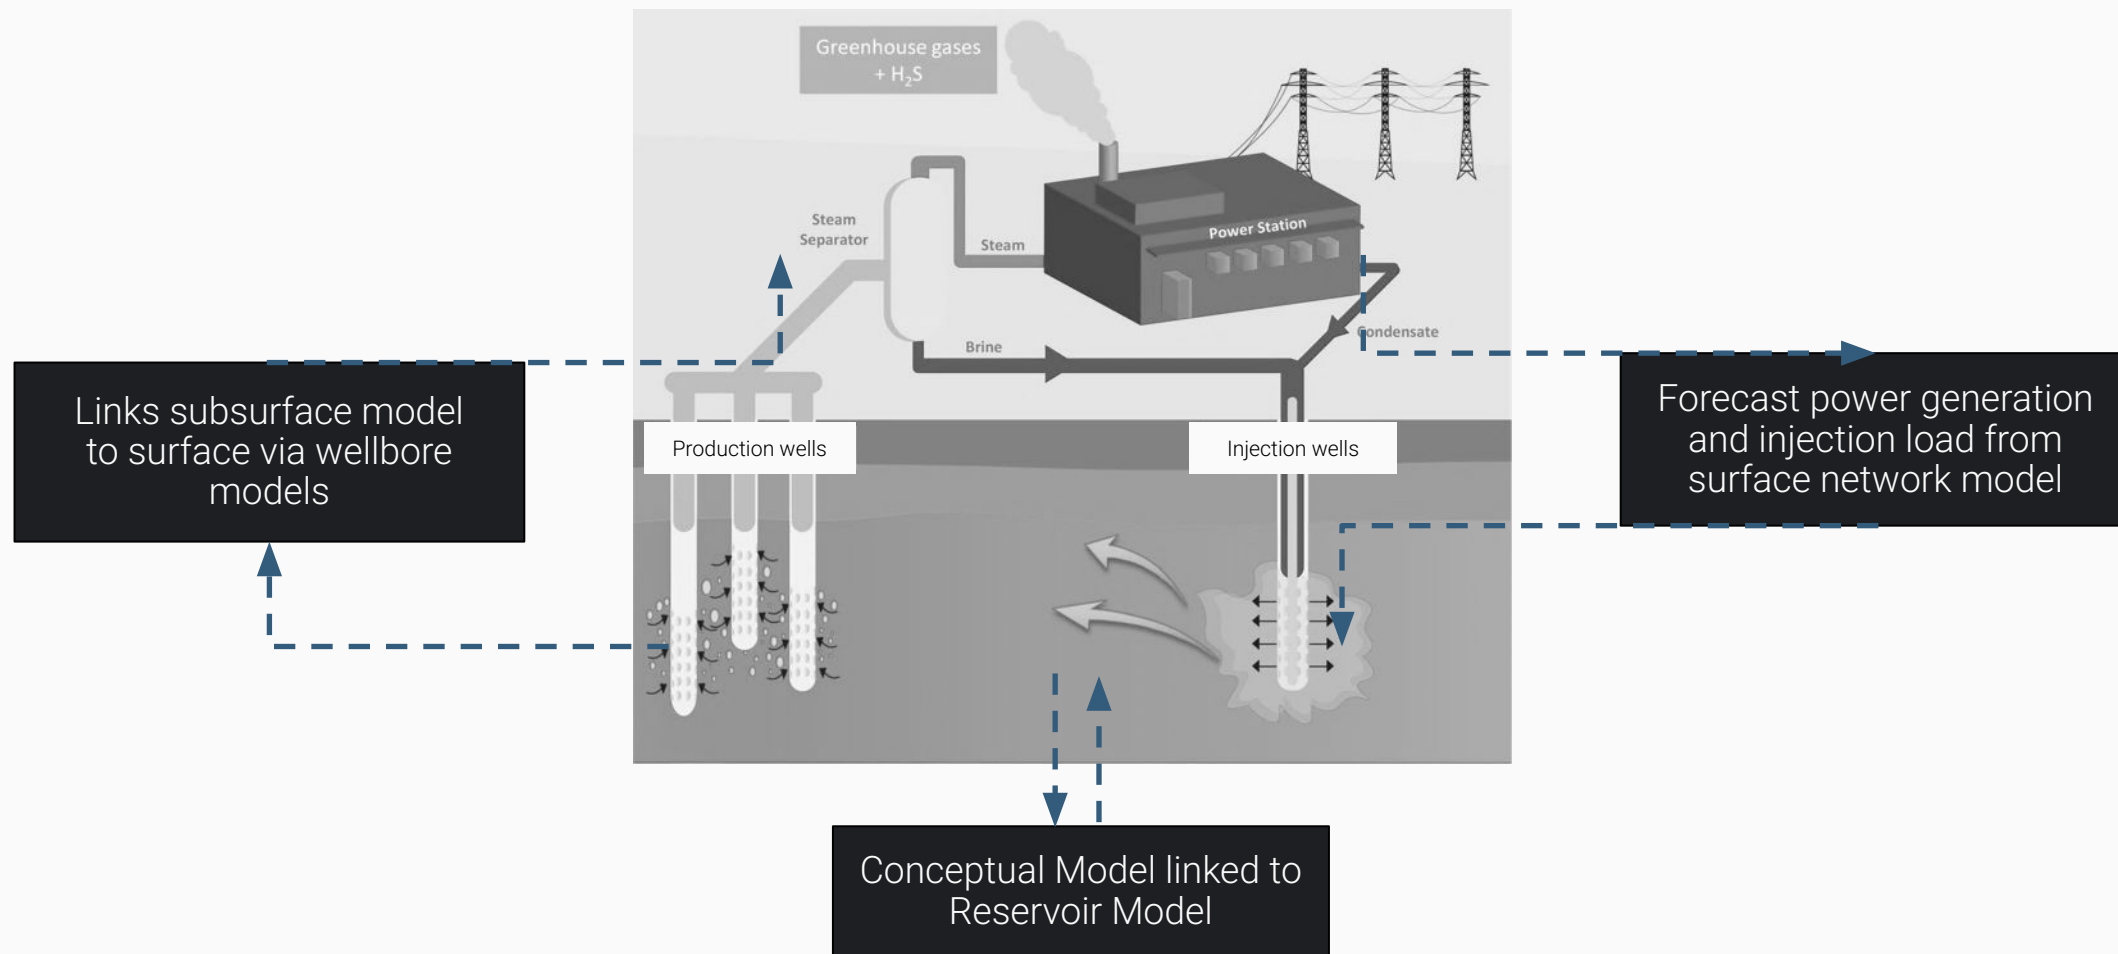 Greenhouse gases
+ H₂S
Steam
Separator
Steam
Power Station
Condensate
Brine
Links subsurface model
to surface via wellbore
models
Forecast power generation
and injection load from
surface network model
Production wells
Injection wells
Conceptual Model linked to
Reservoir Model